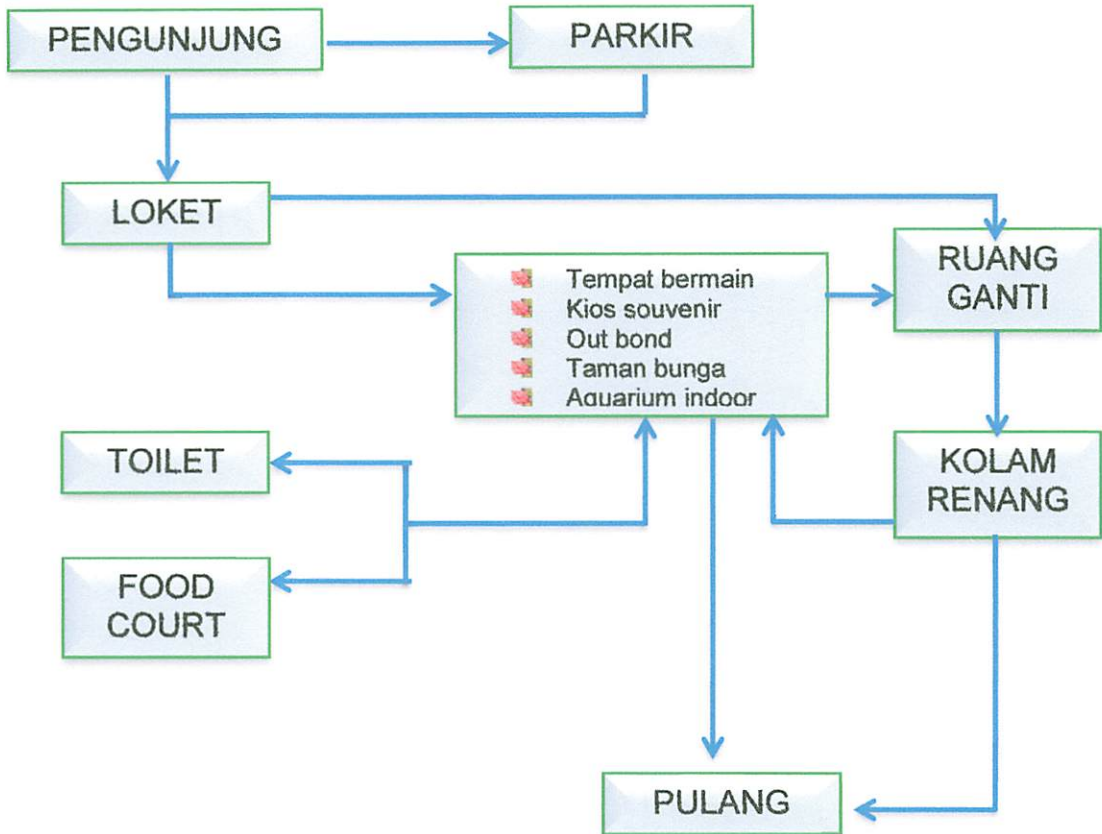 PENGUNJUNG
PARKIR
LOKET
RUANG
GANTI
Tempat bermain
Kios souvenir
Out bond
Taman bunga
Aquarium indoor
TOILET
KOLAM
RENANG
FOOD
COURT
PULANG